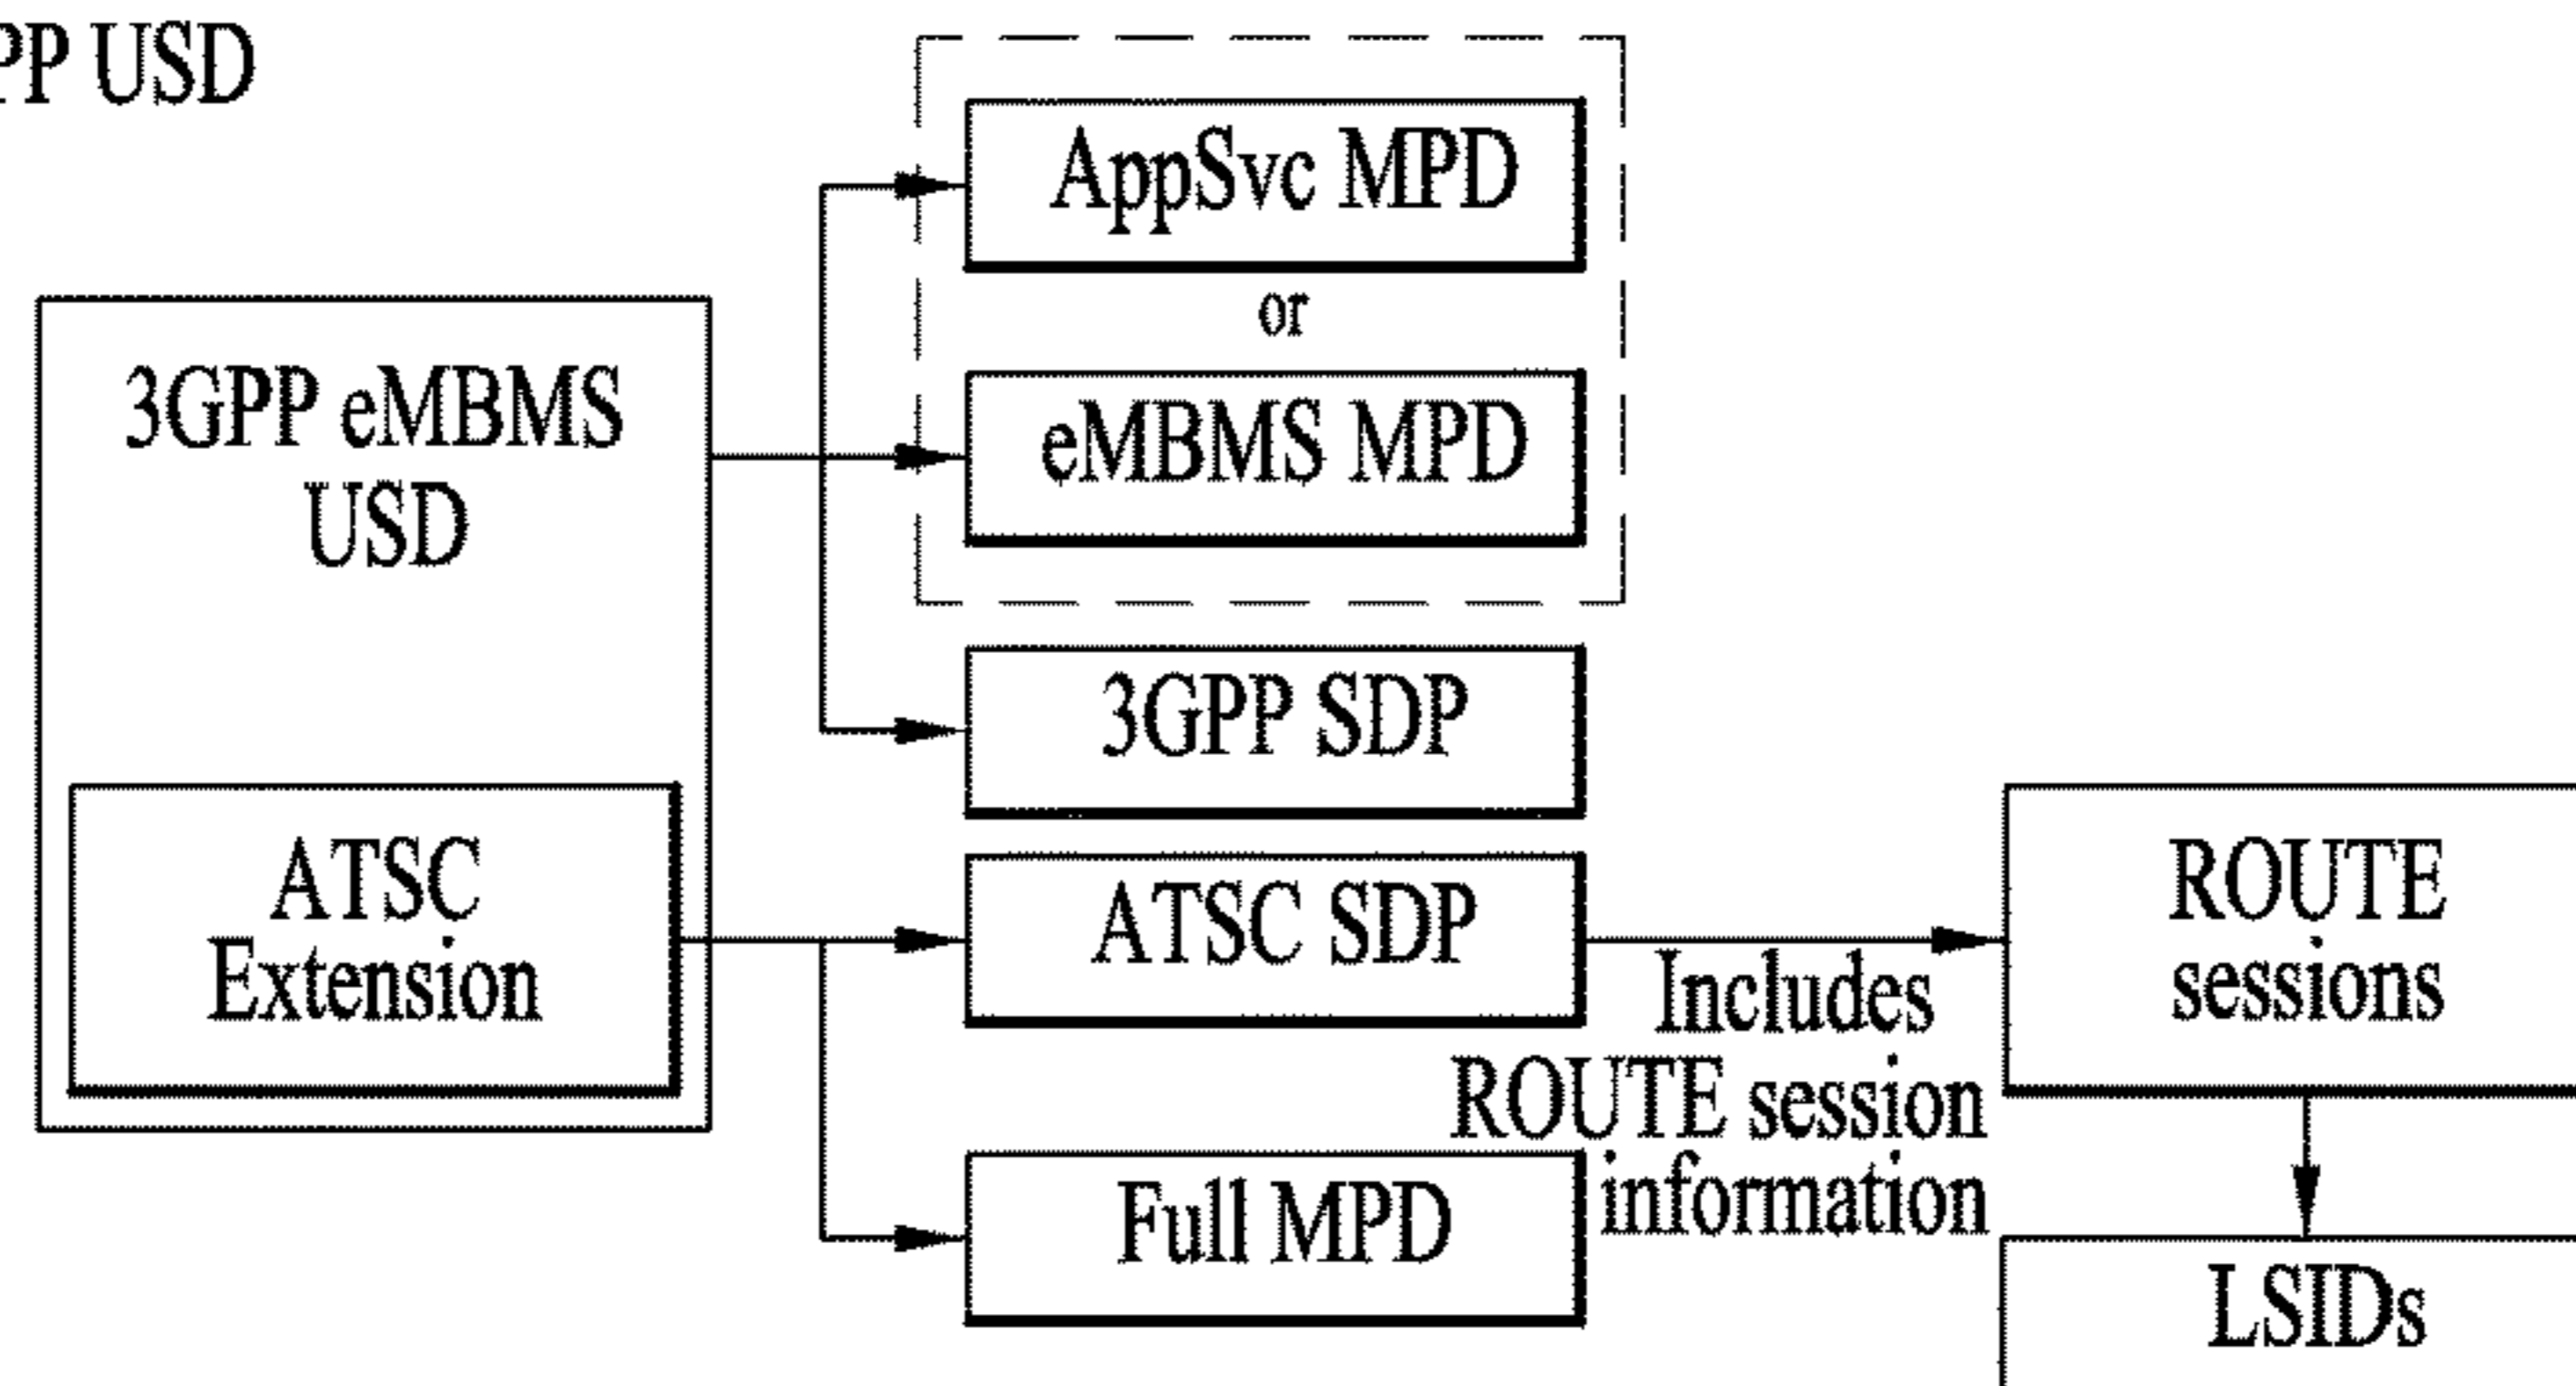 PP USD
AppSvc MPD
or
eMBMS MPD
3GPP eMBMS
USD
3GPP SDP
ATSC
Extension
ATSC SDP
Includes
ROUTE session
information
ROUTE
sessions
Full MPD
LSIDs